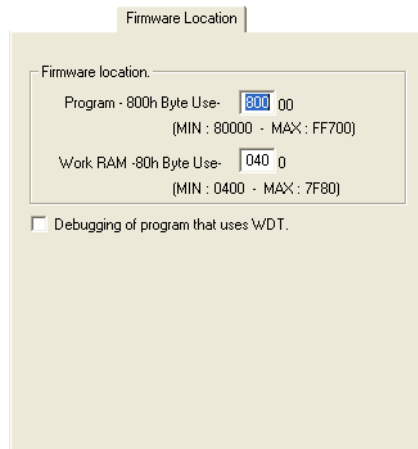 Firmware Location
Firmware location.
Program - 800h Byte Use- 800 00
(MIN : 80000 - MAX : FF700)
Work RAM -80h Byte Use- 040 0
(MIN : 0400 - MAX : 7F80)
Debugging of program that uses WDT.